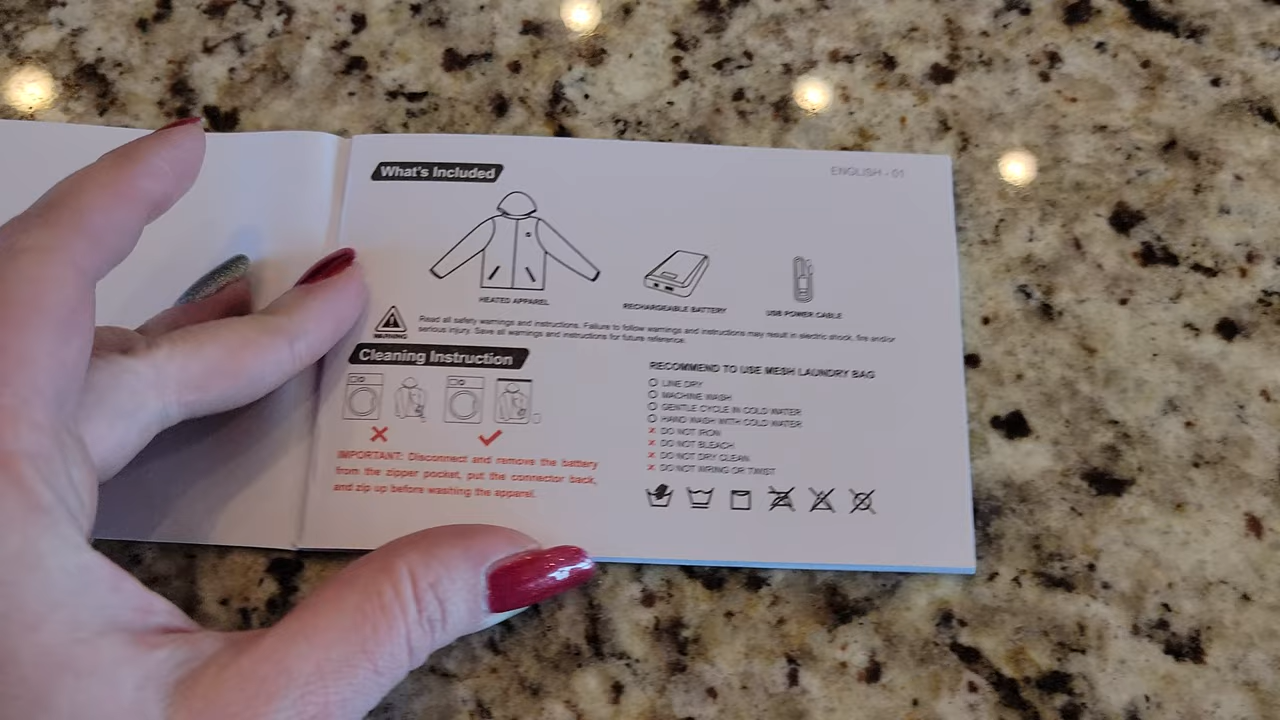 What's Included
ENGLISH - 01
HEATED APPAREL
RECHARGEABLE BATTERY
USB POWER CABLE
WARNING
Read all safety warnings and instructions. Failure to follow warnings and instructions may result in electric shock, fire and/or
serious injury. Save all warnings and instructions for future reference.
Cleaning Instruction
IMPORTANT: Disconnect and remove the battery
from the zipper pocket, put the connector back,
and zip up before washing the apparel.
RECOMMEND TO USE MESH LAUNDRY BAG
LINE DRY
MACHINE WASH
GENTLE CYCLE IN COLD WATER
HAND WASH WITH COLD WATER
DO NOT IRON
DO NOT BLEACH
DO NOT DRY CLEAN
DO NOT WRING OR TWIST